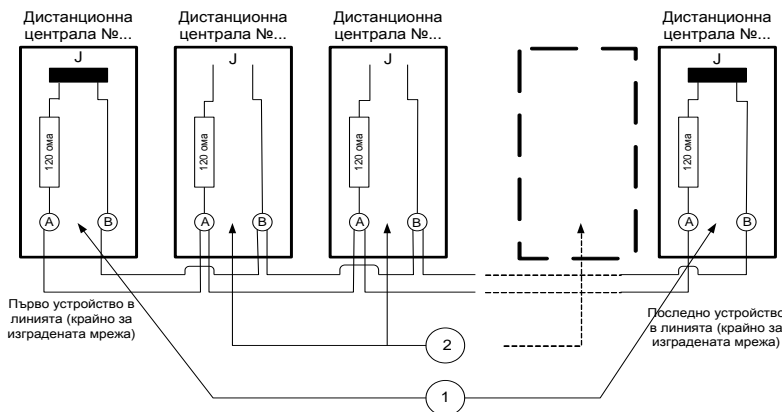 Дистанционна
централа №...
Дистанционна
централа №...
Дистанционна
централа №...
Дистанционна
централа №...
J
J
J
J
120 ома
120 ома
120 ома
120 ома
A
B
A
B
A
B
A
B
Първо устройство в
линията (крайно за
изградената мрежа)
Последно устройство
в линията (крайно за
изградената мрежа)
2
1